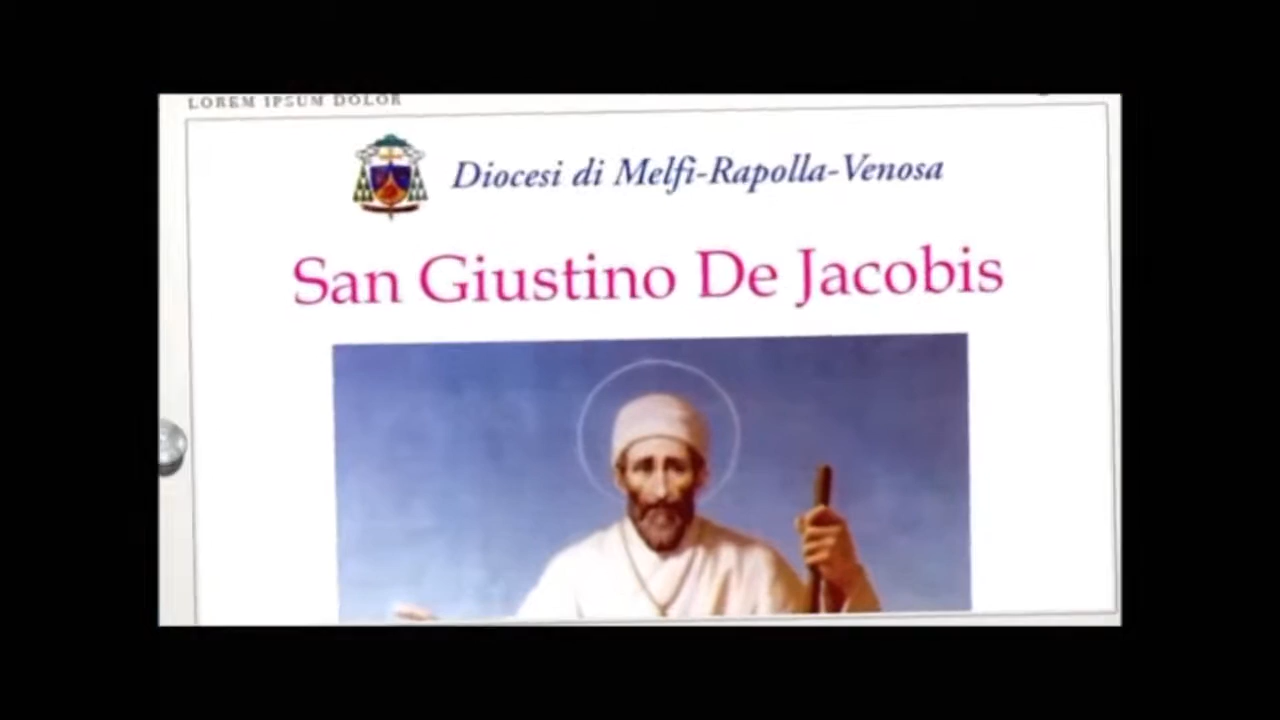 LOREM IPSUM DOLOR
Diocesi di Melfi-Rapolla-Venosa
San Giustino De Jacobis